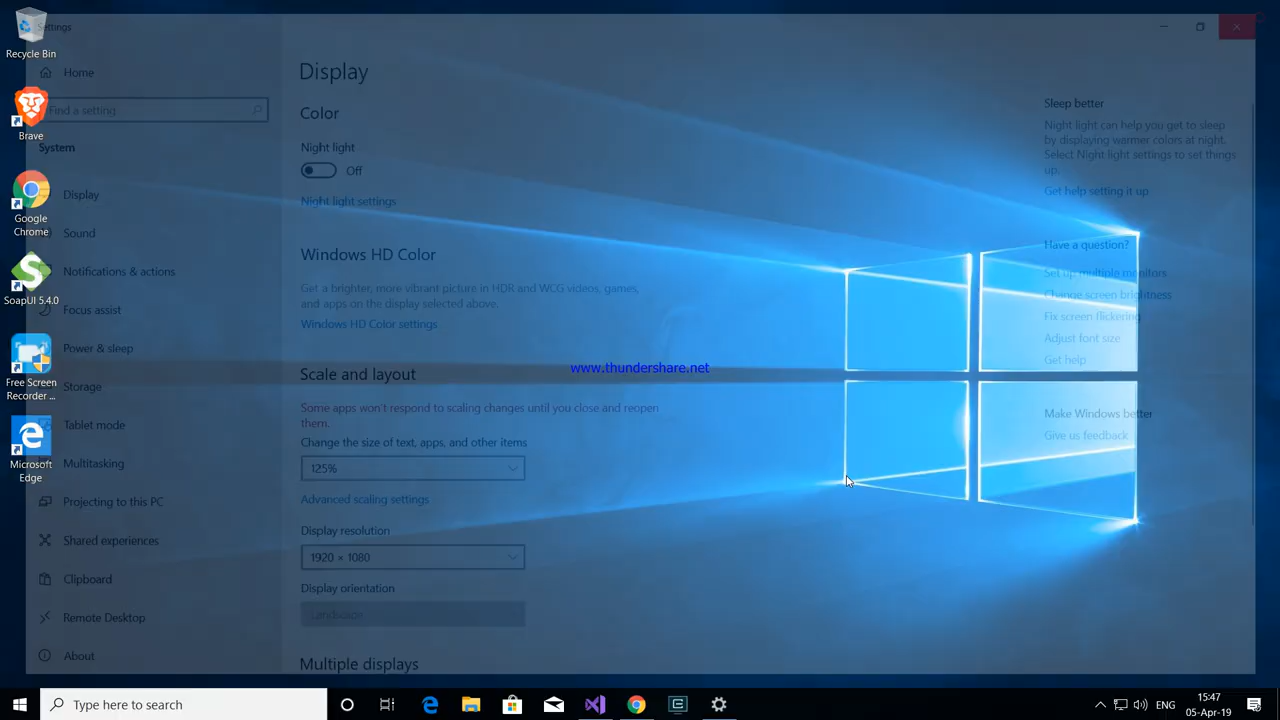 Settings
Recycle Bin
Brave
Google
Chrome
SoapUI 5.4.0
Free Screen
Recorder ...
Microsoft
Edge
Home
Find a setting
System
Display
Sound
Notifications & actions
Focus assist
Power & sleep
Storage
Tablet mode
Multitasking
Projecting to this PC
Shared experiences
Clipboard
Remote Desktop
About
Display
Color
Night light
Off
Night light settings
Windows HD Color
Get a brighter, more vibrant picture in HDR and WCG videos, games,
and apps on the display selected above.
Windows HD Color settings
Scale and layout
Some apps won't respond to scaling changes until you close and reopen
them.
Change the size of text, apps, and other items
125%
Advanced scaling settings
Display resolution
1920 × 1080
Display orientation
Landscape
Multiple displays
www.thundershare.net
Sleep better
Night light can help you get to sleep
by displaying warmer colors at night.
Select Night light settings to set things
up.
Get help setting it up
Have a question?
Set up multiple monitors
Change screen brightness
Fix screen flickering
Adjust font size
Get help
Make Windows better
Give us feedback
Type here to search
ENG
15:47
05-Apr-19